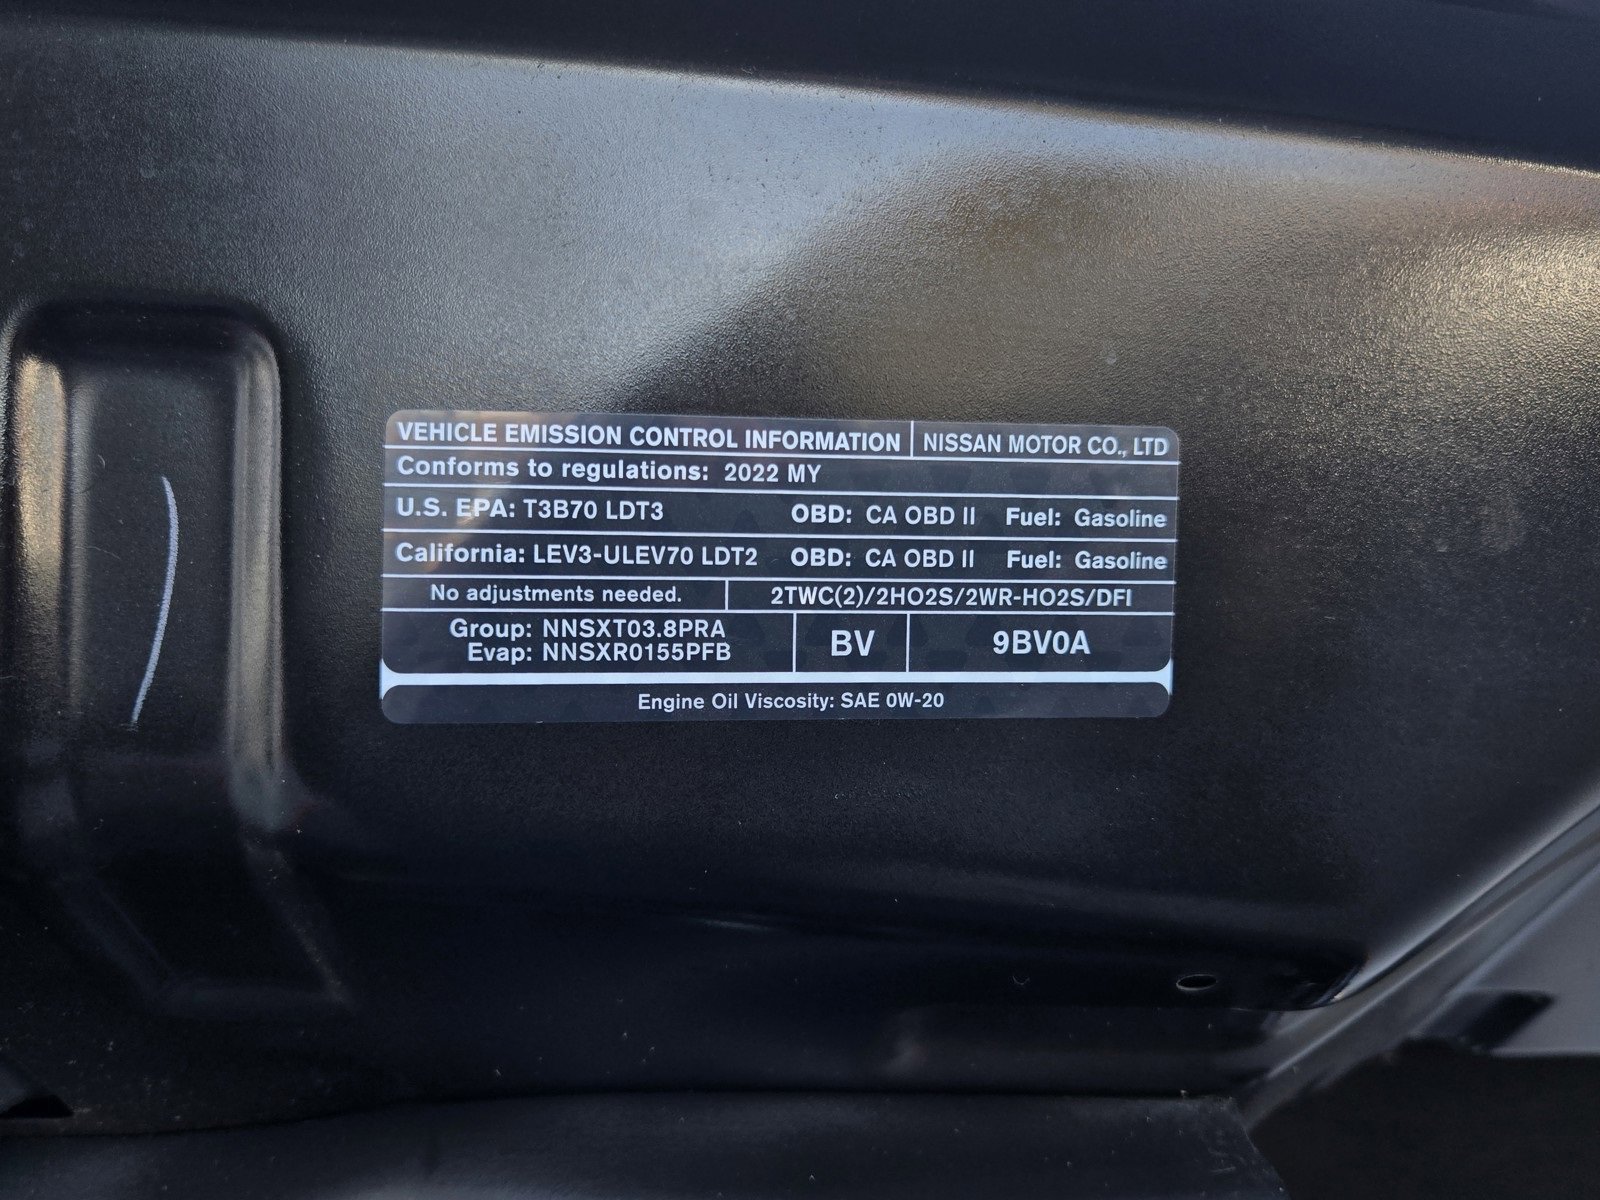 VEHICLE EMISSION CONTROL INFORMATION NISSAN MOTOR CO., LTD
Conforms to regulations: 2022 MY
U.S. EPA: T3B70 LDT3 OBD: CA OBD II Fuel: Gasoline
California: LEV3-ULEV70 LDT2 OBD: CA OBD II Fuel: Gasoline
No adjustments needed. 2TWC(2)/2HO2S/2WR-HO2S/DFI
Group: NNSXT03.8PRA
Evap: NNSXR0155PFB
BV 9BV0A
Engine Oil Viscosity: SAE 0W-20